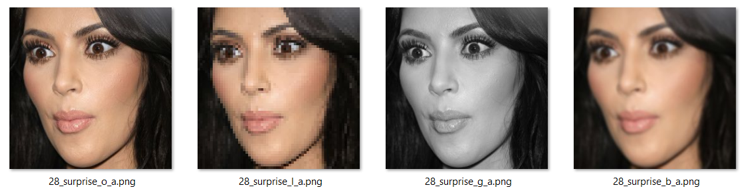 28_surprise_o_a.png
28_surprise_l_a.png
28_surprise_g_a.png
28_surprise_b_a.png